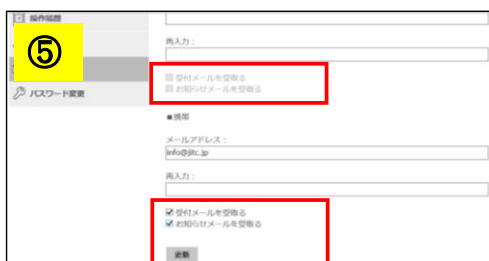 操作履歴
⑤
再入力：
受付メールを受取る
お知らせメールを受取る
パスワード変更
■携帯
メールアドレス：
info@jitc.jp
再入力：
受付メールを受取る
お知らせメールを受取る
更新